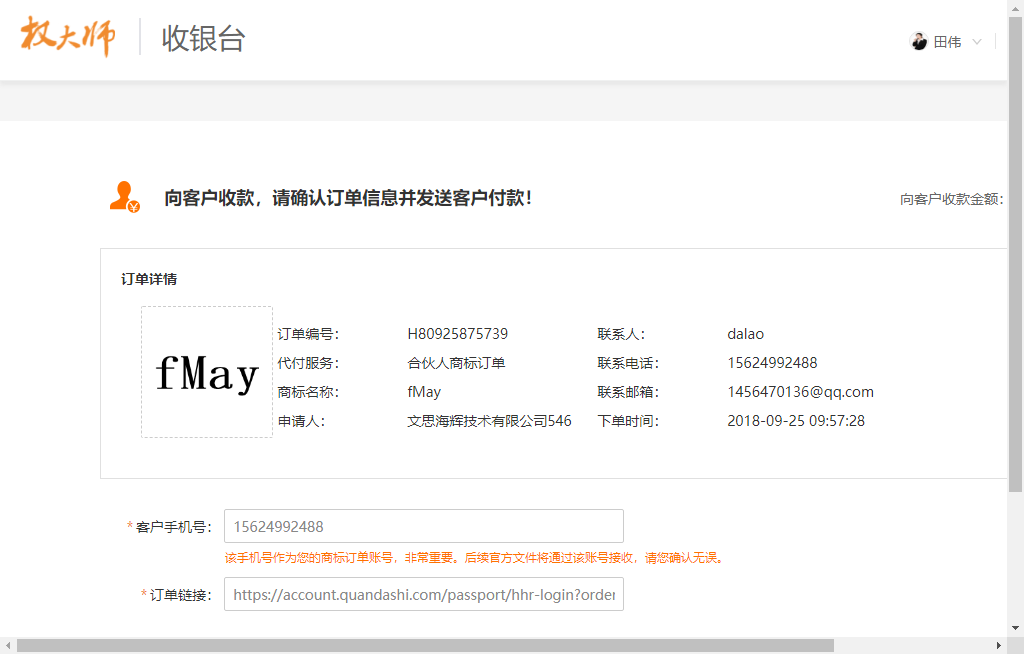 权大师 收银台 田伟
向客户收款，请确认订单信息并发送客户付款！ 向客户收款金额：
订单详情
fMay
订单编号： H80925875739 联系人： dalao
代付服务： 合伙人商标订单 联系电话： 15624992488
商标名称： fMay 联系邮箱： 1456470136@qq.com
申请人： 文思海辉技术有限公司546 下单时间： 2018-09-25 09:57:28
*客户手机号： 15624992488
该手机号作为您的商标订单账号，非常重要。后续官方文件将通过该账号接收，请您确认无误。
*订单链接： https://account.quandashi.com/passport/hhr-login?order